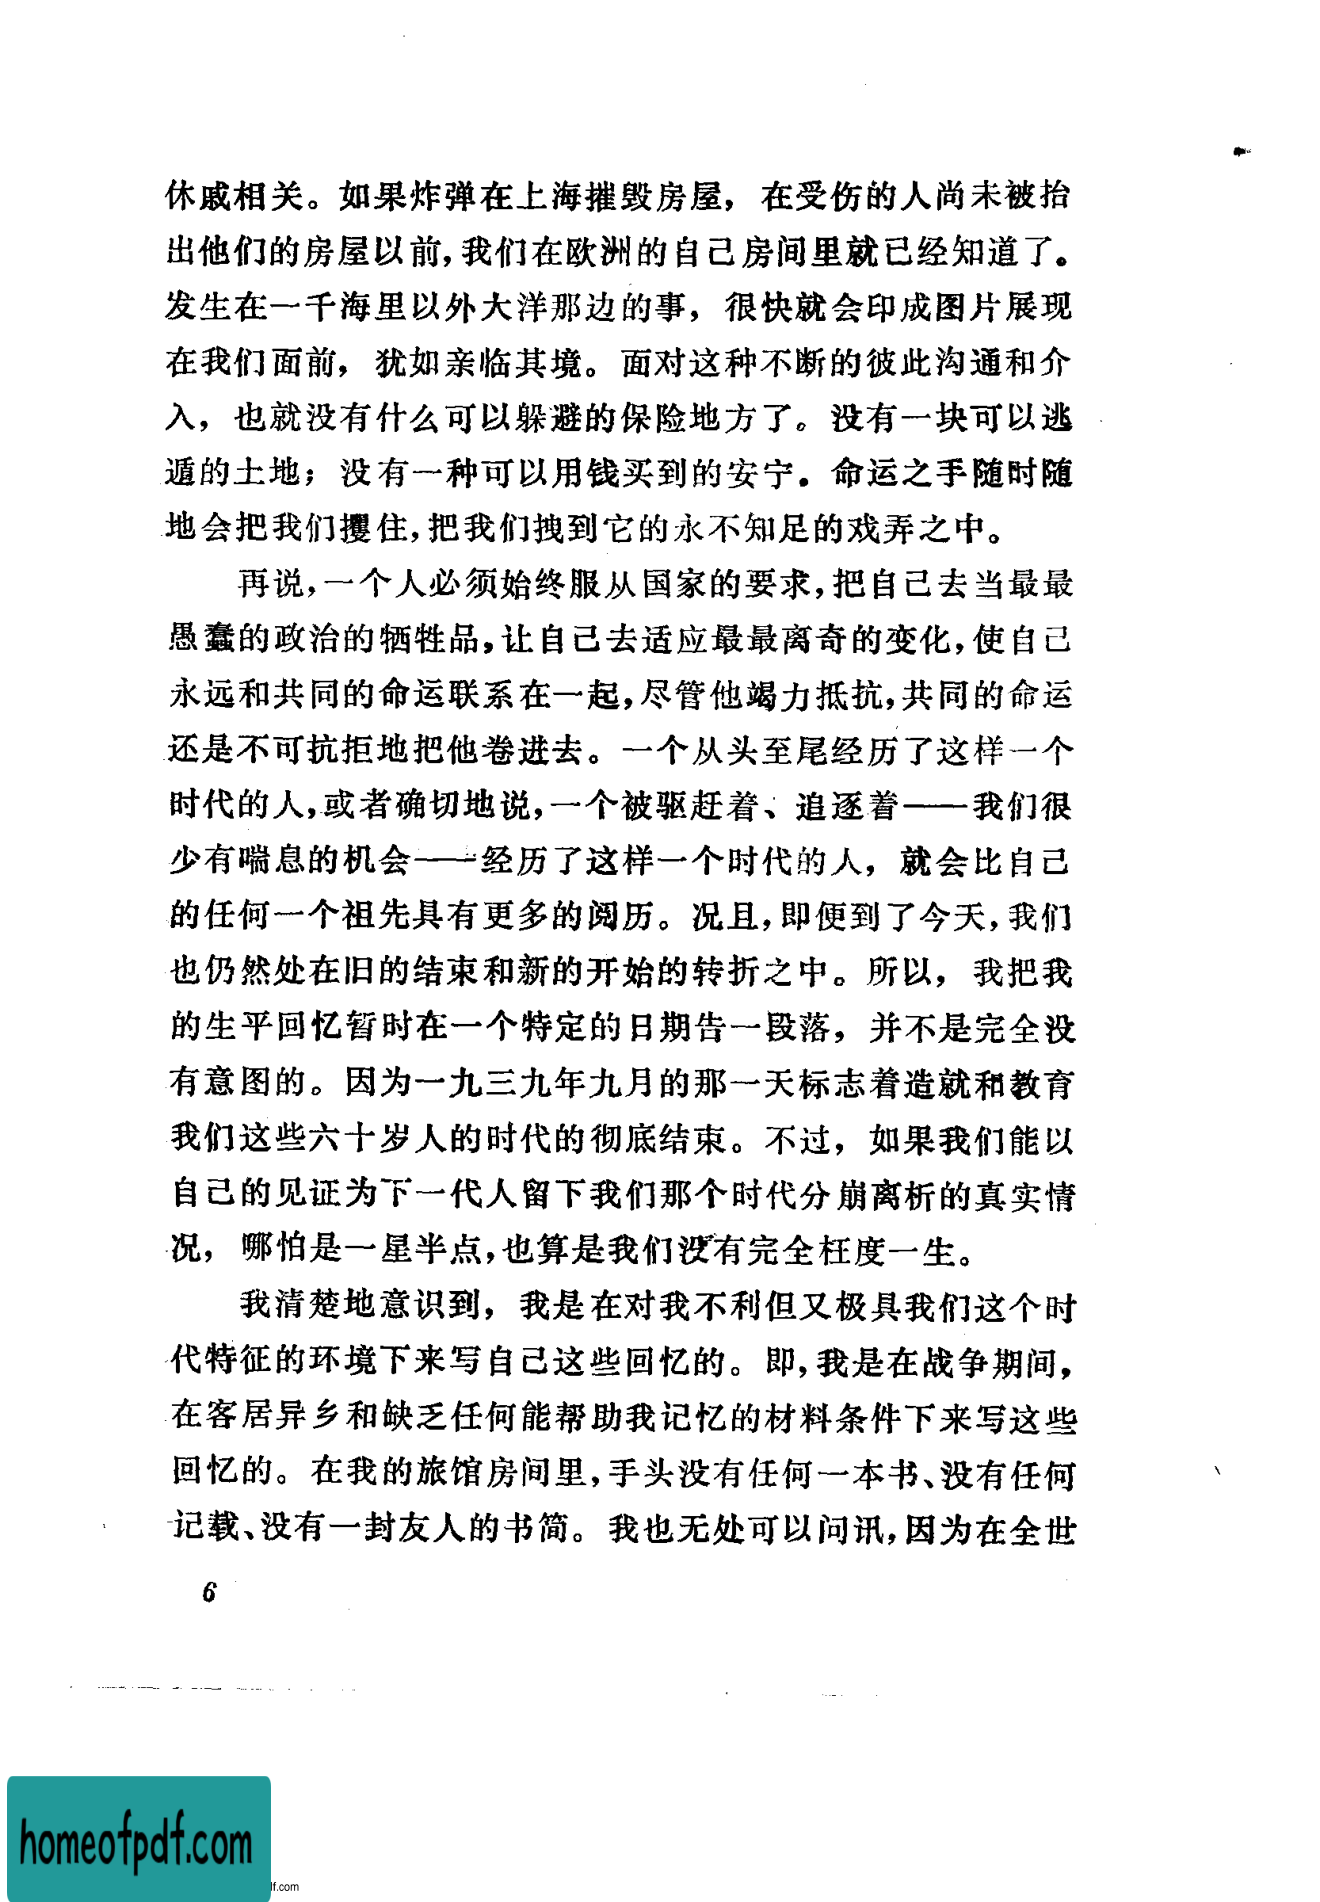 休戚相关。如果炸弹在上海摧毁房屋，在受伤的人尚未被抬
出他们的房屋以前，我们在欧洲的自己房间里就已经知道了。
发生在一千海里以外大洋那边的事，很快就会印成图片展现
在我们面前，犹如亲临其境。面对这种不断的彼此沟通和介
入，也就没有什么可以躲避的保险地方了。没有一块可以逃
遁的土地；没有一种可以用钱买到的安宁。命运之手随时随
地会把我们攫住，把我们拽到它的永不知足的戏弄之中。
再说，一个人必须始终服从国家的要求，把自己去当最最
愚蠢的政治的牺牲品，让自己去适应最最离奇的变化，使自己
永远和共同的命运联系在一起，尽管他竭力抵抗，共同的命运
还是不可抗拒地把他卷进去。一个从头至尾经历了这样一个
时代的人，或者确切地说，一个被驱赶着、追逐着——我们很
少有喘息的机会——经历了这样一个时代的人，就会比自己
的任何一个祖先具有更多的阅历。况且，即便到了今天，我们
也仍然处在旧的结束和新的开始的转折之中。所以，我把我
的生平回忆暂时在一个特定的日期告一段落，并不是完全没
有意图的。因为一九三九年九月的那一天标志着造就和教育
我们这些六十岁人的时代的彻底结束。不过，如果我们能以
自己的见证为下一代人留下我们那个时代分崩离析的真实情
况，哪怕是一星半点，也算是我们没有完全枉度一生。
我清楚地意识到，我是在对我不利但又极具我们这个时
代特征的环境下来写自己这些回忆的。即，我是在战争期间，
在客居异乡和缺乏任何能帮助我记忆的材料条件下来写这些
回忆的。在我的旅馆房间里，手头没有任何一本书、没有任何
记载、没有一封友人的书简。我也无处可以问讯，因为在全世
6
homeofpdf.com
lf.com